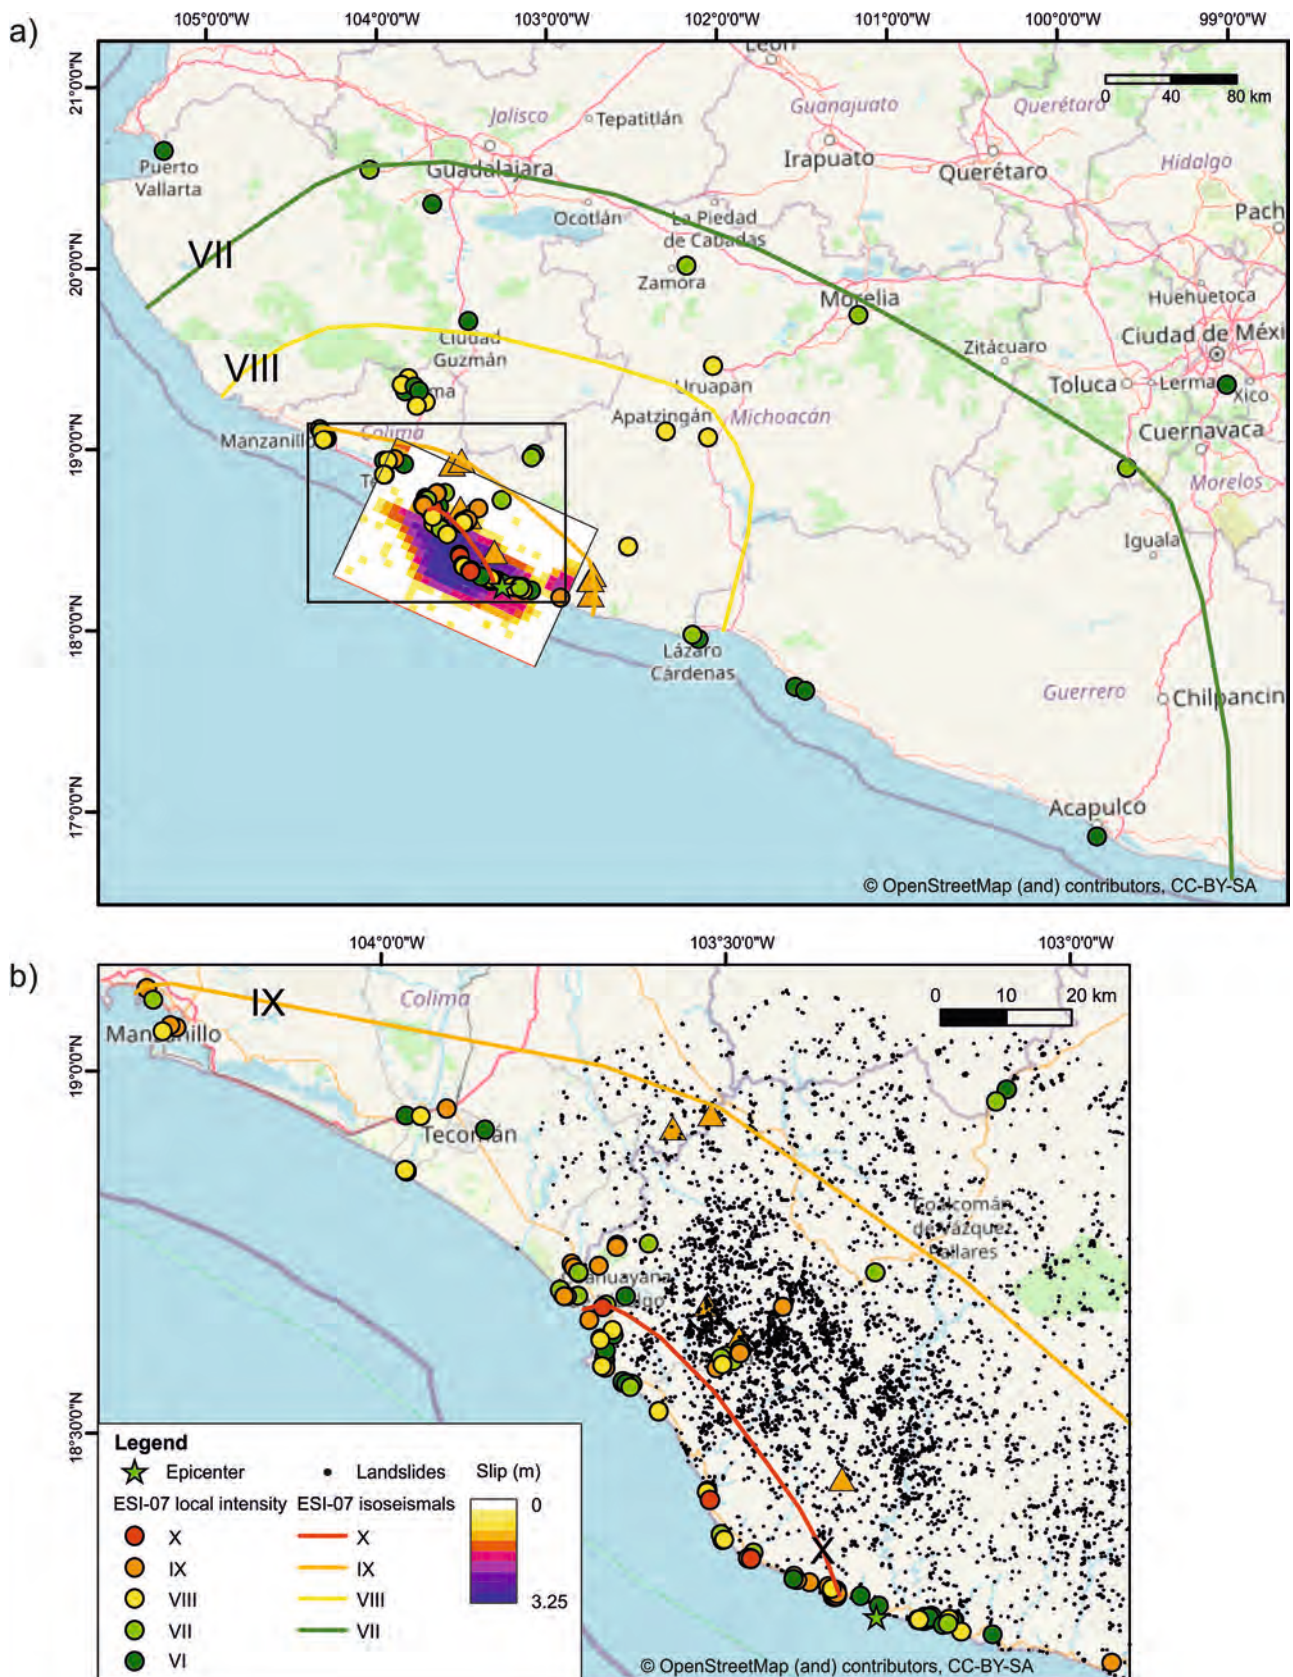 a)
105°0'0"W
104°0'0"W
103°0'0"W
102°0'0"W
101°0'0"W
100°0'0"W
99°0'0"W
21°0'0"N
20°0'0"N
19°0'0"N
18°0'0"N
17°0'0"N
León
0 40 80 km
Jalisco
Tepatitlán
Guanajuato
Querétaro
Irapuato
Querétaro
Hidalgo
Puerto
Vallarta
Guadalajara
Ocotlán
La Piedad
de Cabadas
Pach
VII
Zamora
Morelia
Huehuetoca
Ciudad
Guzmán
Zitácuaro
Ciudad de Méxi
VIII
Uruapan
Toluca
Lerma
Xico
Apatzingán
Michoacán
Cuernavaca
Manzanillo
Colima
Morelos
Iguala
Lázaro
Cárdenas
Guerrero
Chilpancin
Acapulco
© OpenStreetMap (and) contributors, CC-BY-SA
b)
104°0'0"W
103°30'0"W
103°0'0"W
19°0'0"N
18°30'0"N
IX
Colima
0 10 20 km
Manzanillo
Tecomán
Coalcomán
de Vázquez
Pallares
X
Legend
Epicenter
Landslides
Slip (m)
0
3.25
ESI-07 local intensity
ESI-07 isoseismals
X
X
IX
IX
VIII
VIII
VII
VII
VI
© OpenStreetMap (and) contributors, CC-BY-SA